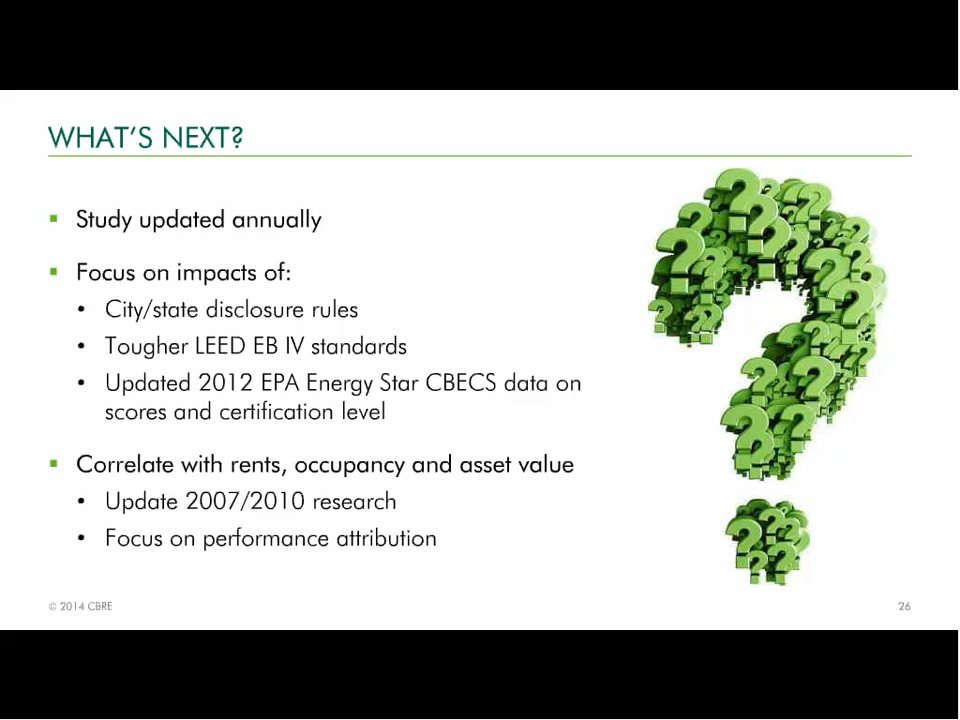 WHAT'S NEXT?
▪ Study updated annually
▪ Focus on impacts of:
• City/state disclosure rules
• Tougher LEED EB IV standards
• Updated 2012 EPA Energy Star CBECS data on
scores and certification level
▪ Correlate with rents, occupancy and asset value
• Update 2007/2010 research
• Focus on performance attribution
© 2014 CBRE
26